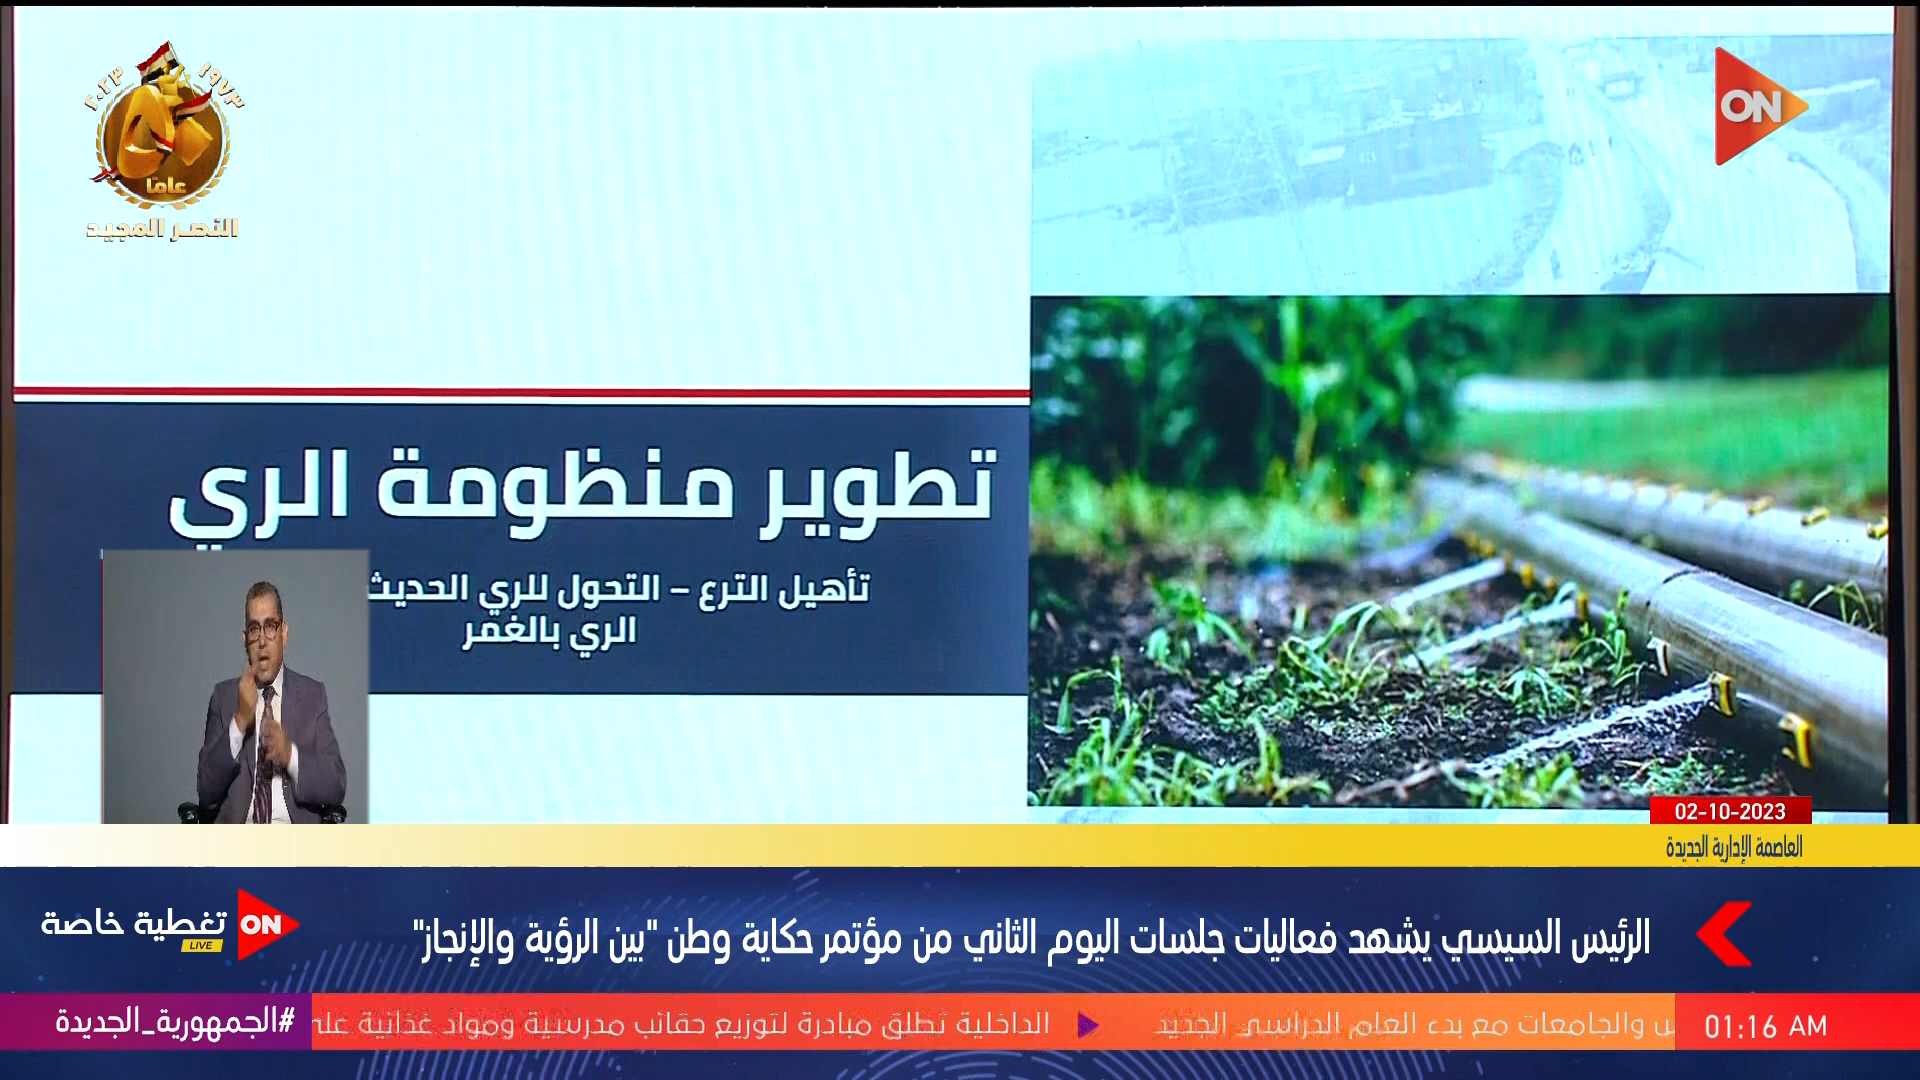 ١٩٧٣
٢٠٢٣
عاما
النصر المجيد
ON
تطوير منظومة الري
تأهيل الترع – التحول للري الحديث
الري بالغمر
02-10-2023
العاصمة الإدارية الجديدة
الرئيس السيسي يشهد فعاليات جلسات اليوم الثاني من مؤتمر حكاية وطن "بين الرؤية والإنجاز"
ON تغطية خاصة
LIVE
01:16 AM
والجامعات مع بدء العام الدراسي الجديد
الداخلية تطلق مبادرة لتوزيع حقائب مدرسية ومواد غذائية
#الجمهورية_الجديدة